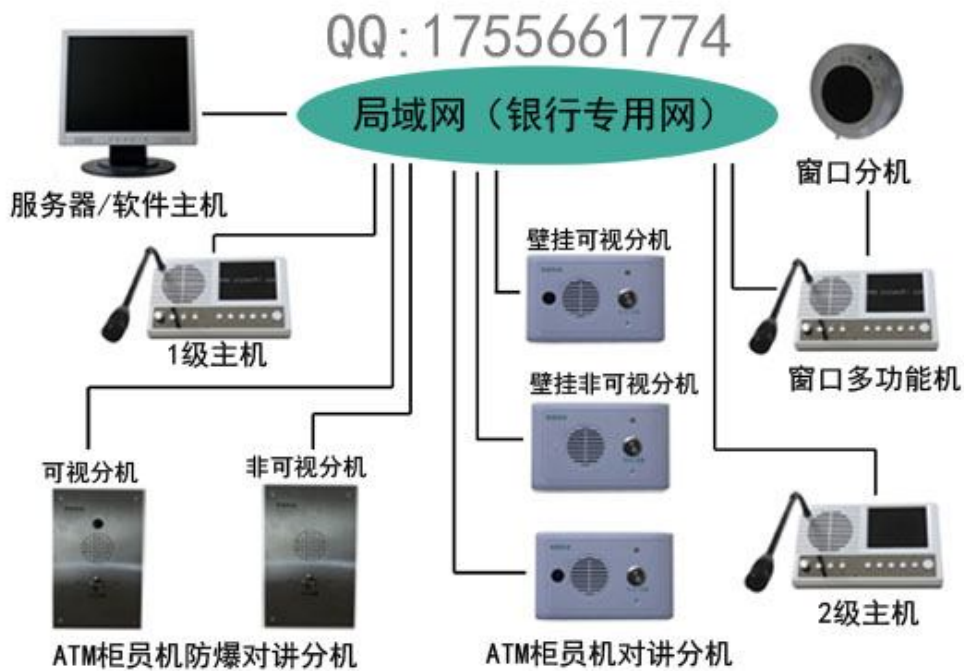 QQ:1755661774
局域网（银行专用网）
服务器/软件主机
窗口分机
壁挂可视分机
1级主机
窗口多功能机
壁挂非可视分机
可视分机
非可视分机
2级主机
ATM柜员机防爆对讲分机
ATM柜员机对讲分机